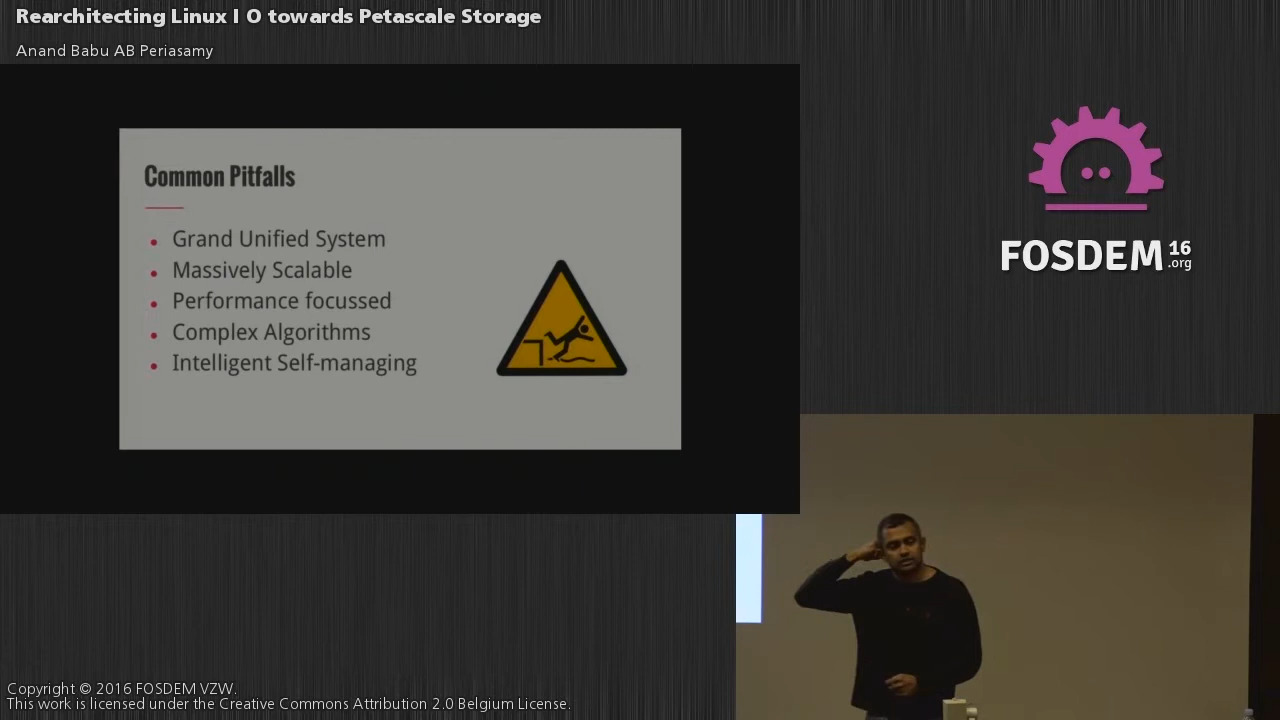 Rearchitecting Linux I O towards Petascale Storage
Anand Babu AB Periasamy
Common Pitfalls
Grand Unified System
Massively Scalable
Performance focussed
Complex Algorithms
Intelligent Self-managing
FOSDEM 16
.org
Copyright © 2016 FOSDEM VZW.
This work is licensed under the Creative Commons Attribution 2.0 Belgium License.